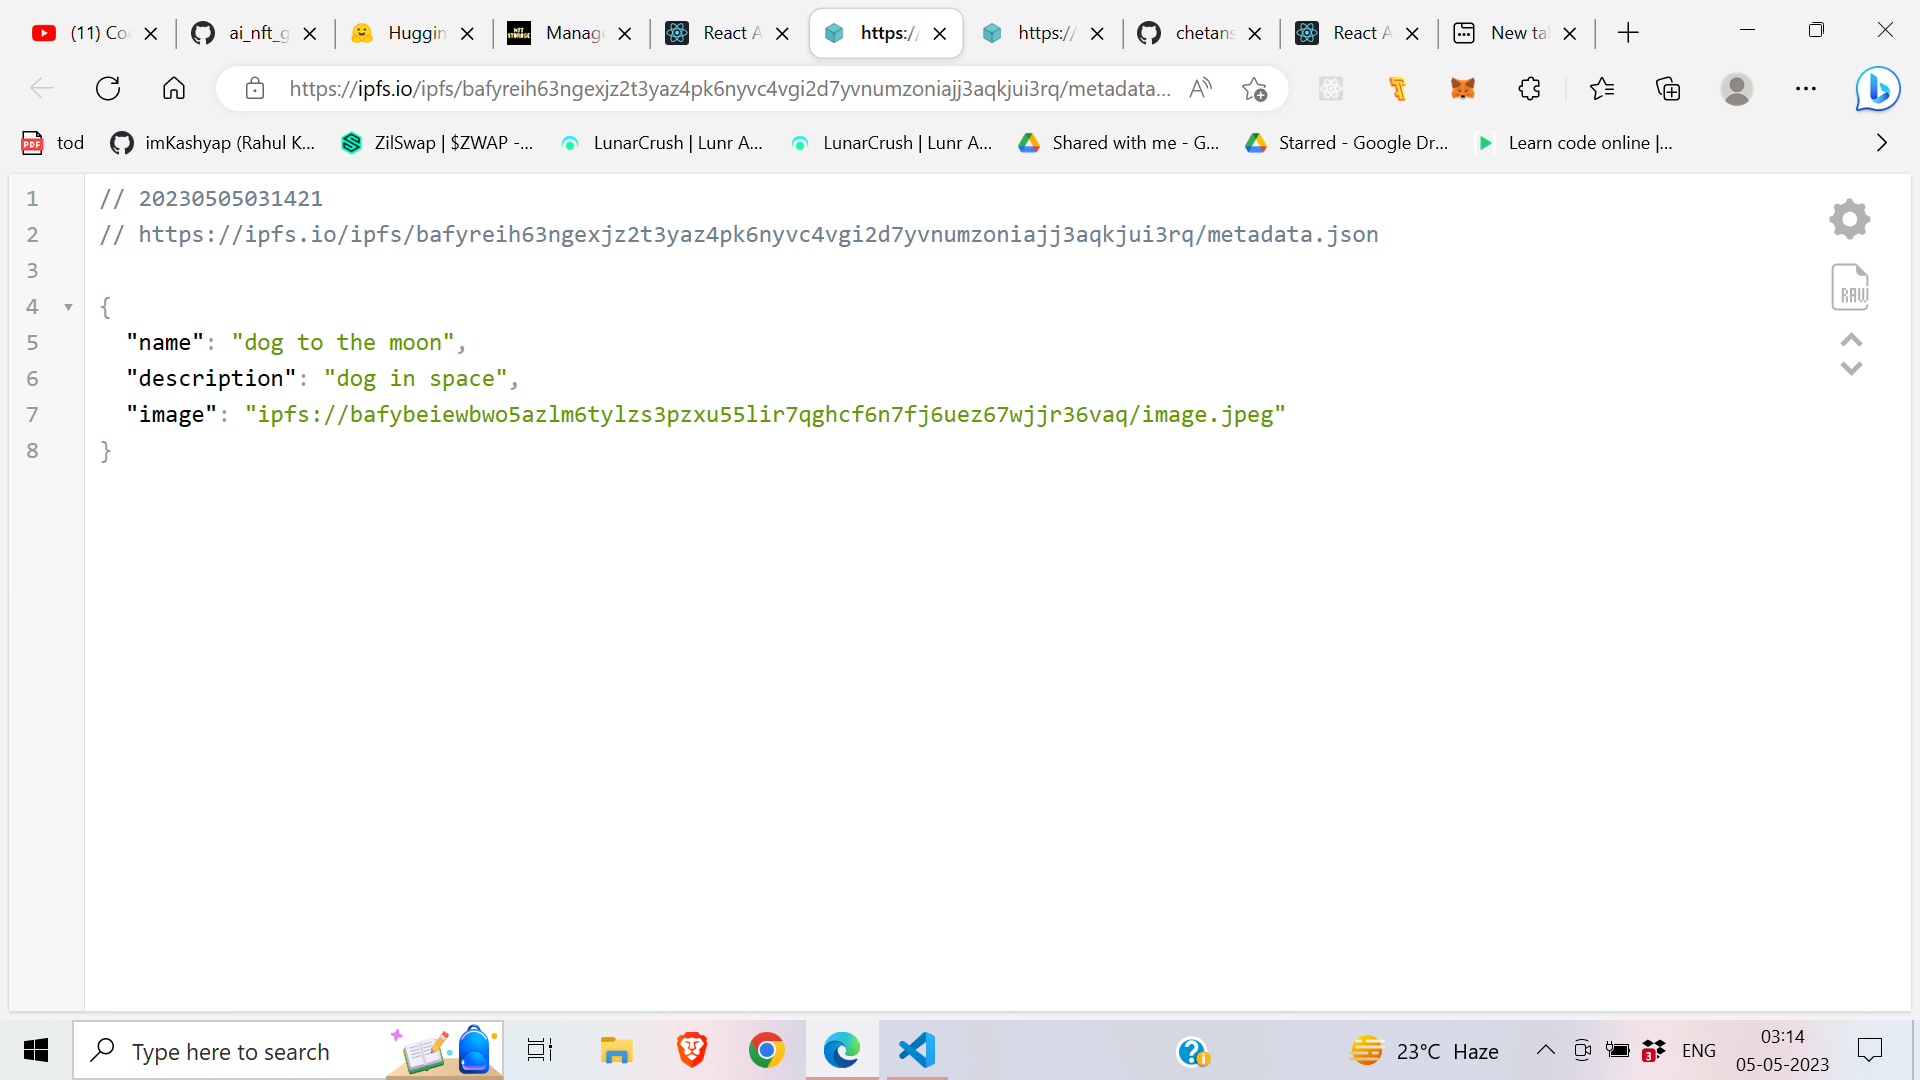 (11) Co
ai_nft_g
Huggin
Manag
React A
https:/
https://
chetans
React A
New ta
https://ipfs.io/ipfs/bafyreih63ngexjz2t3yaz4pk6nyvc4vgi2d7yvnumzoniajj3aqkjui3rq/metadata...
tod
imKashyap (Rahul K...
ZilSwap | $ZWAP -...
LunarCrush | Lunr A...
LunarCrush | Lunr A...
Shared with me - G...
Starred - Google Dr...
Learn code online |...
1 // 20230505031421
2 // https://ipfs.io/ipfs/bafyreih63ngexjz2t3yaz4pk6nyvc4vgi2d7yvnumzoniajj3aqkjui3rq/metadata.json
3
4 {
5 "name": "dog to the moon",
6 "description": "dog in space",
7 "image": "ipfs://bafybeiewbwo5azlm6tylzs3pzxu55lir7qghcf6n7fj6uez67wjjr36vaq/image.jpeg"
8 }
RAW
Type here to search
23°C Haze
3
ENG
03:14
05-05-2023